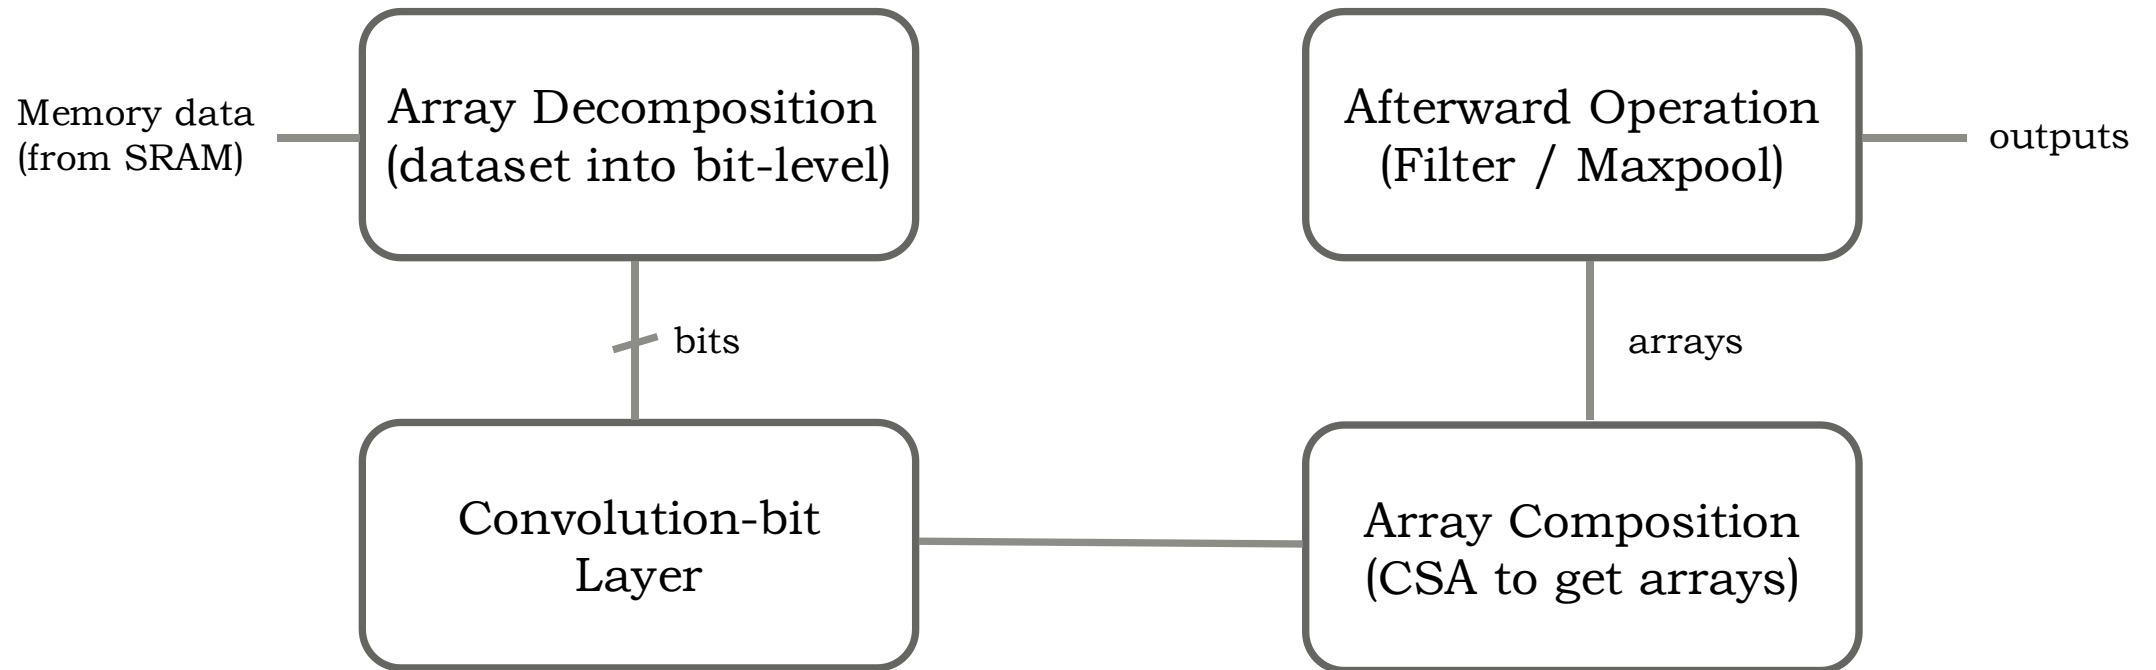 Memory data
(from SRAM)
Array Decomposition
(dataset into bit-level)
bits
Convolution-bit
Layer
Array Composition
(CSA to get arrays)
arrays
Afterward Operation
(Filter / Maxpool)
outputs